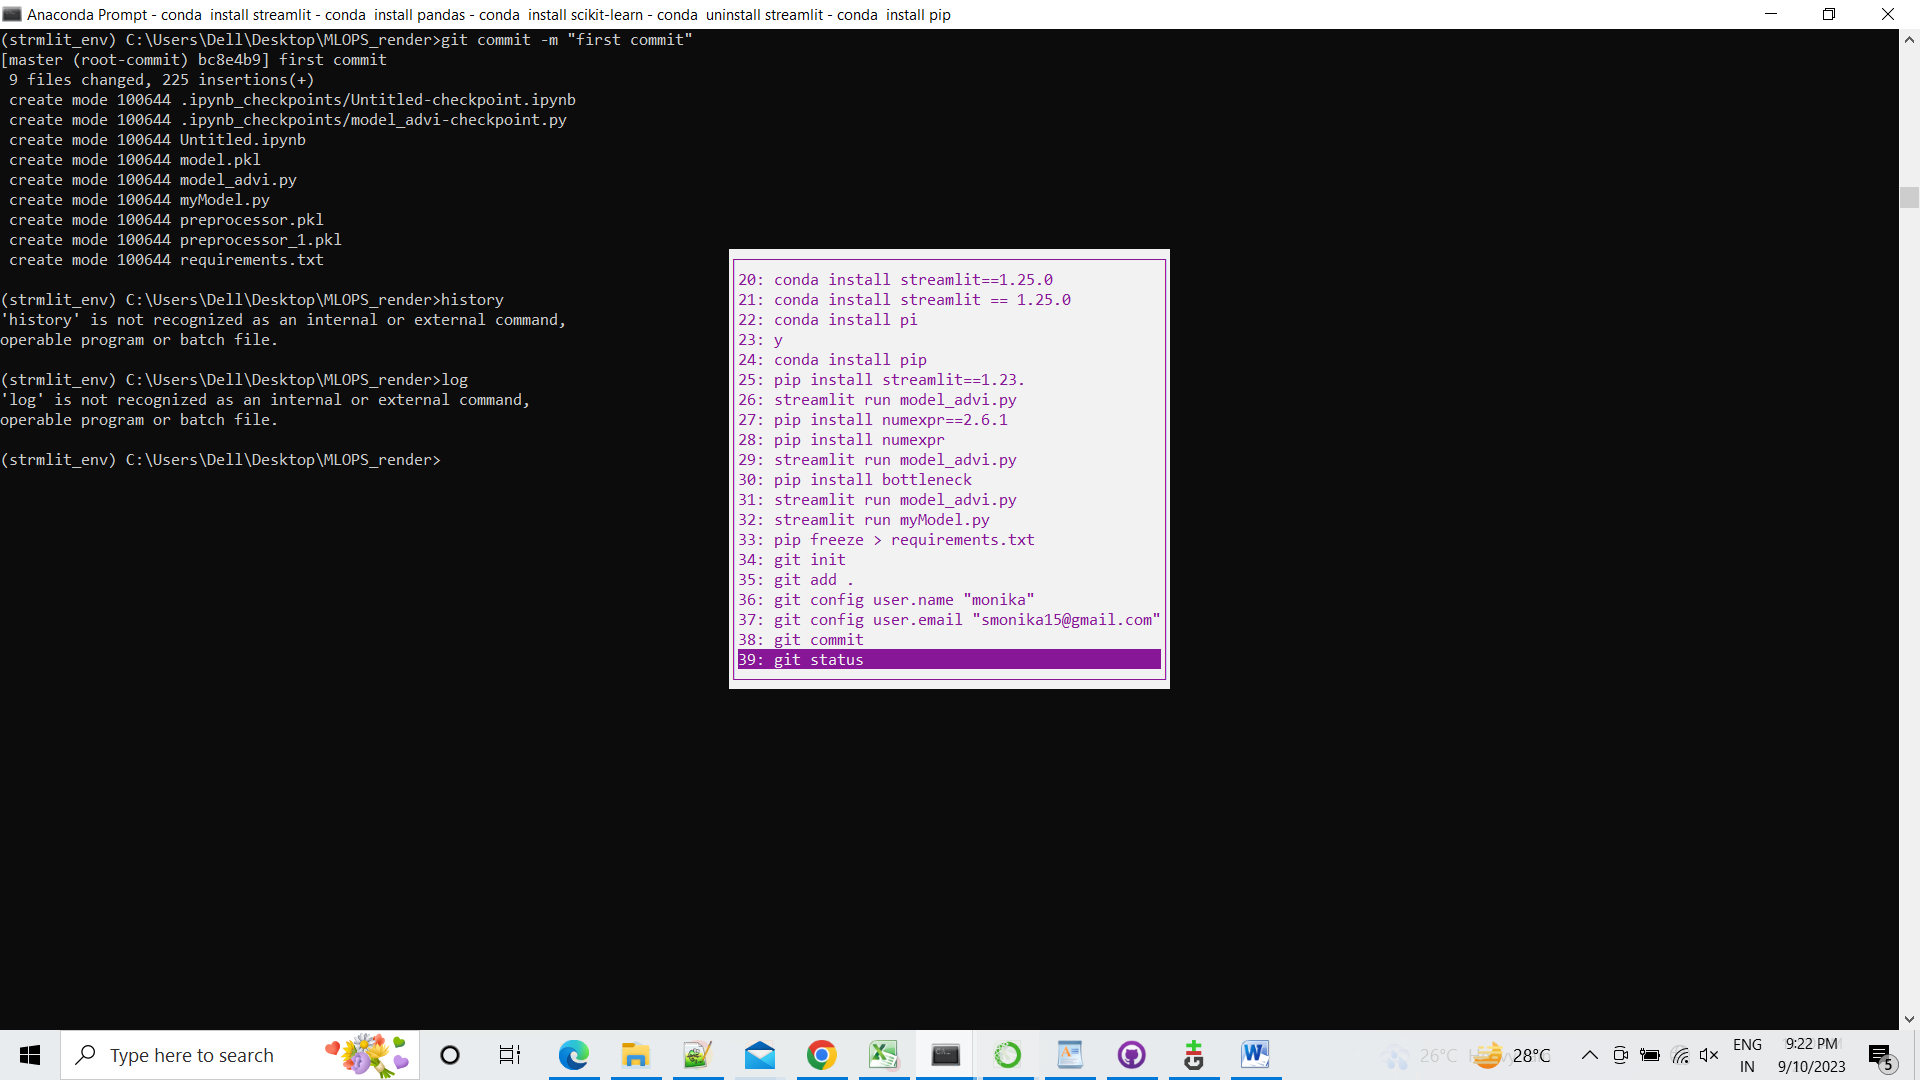 Anaconda Prompt - conda  install streamlit - conda  install pandas - conda  install scikit-learn - conda  uninstall streamlit - conda  install pip
(strmlit_env) C:\Users\Dell\Desktop\MLOPS_render>git commit -m "first commit"
[master (root-commit) bc8e4b9] first commit
 9 files changed, 225 insertions(+)
 create mode 100644 .ipynb_checkpoints/Untitled-checkpoint.ipynb
 create mode 100644 .ipynb_checkpoints/model_advi-checkpoint.py
 create mode 100644 Untitled.ipynb
 create mode 100644 model.pkl
 create mode 100644 model_advi.py
 create mode 100644 myModel.py
 create mode 100644 preprocessor.pkl
 create mode 100644 preprocessor_1.pkl
 create mode 100644 requirements.txt
(strmlit_env) C:\Users\Dell\Desktop\MLOPS_render>history
'history' is not recognized as an internal or external command,
operable program or batch file.
(strmlit_env) C:\Users\Dell\Desktop\MLOPS_render>log
'log' is not recognized as an internal or external command,
operable program or batch file.
(strmlit_env) C:\Users\Dell\Desktop\MLOPS_render>
20: conda install streamlit==1.25.0
21: conda install streamlit == 1.25.0
22: conda install pi
23: y
24: conda install pip
25: pip install streamlit==1.23.
26: streamlit run model_advi.py
27: pip install numexpr==2.6.1
28: pip install numexpr
29: streamlit run model_advi.py
30: pip install bottleneck
31: streamlit run model_advi.py
32: streamlit run myModel.py
33: pip freeze > requirements.txt
34: git init
35: git add .
36: git config user.name "monika"
37: git config user.email "smonika15@gmail.com"
38: git commit
39: git status
Type here to search
26°C
28°C
ENG
IN
9:22 PM
9/10/2023
5